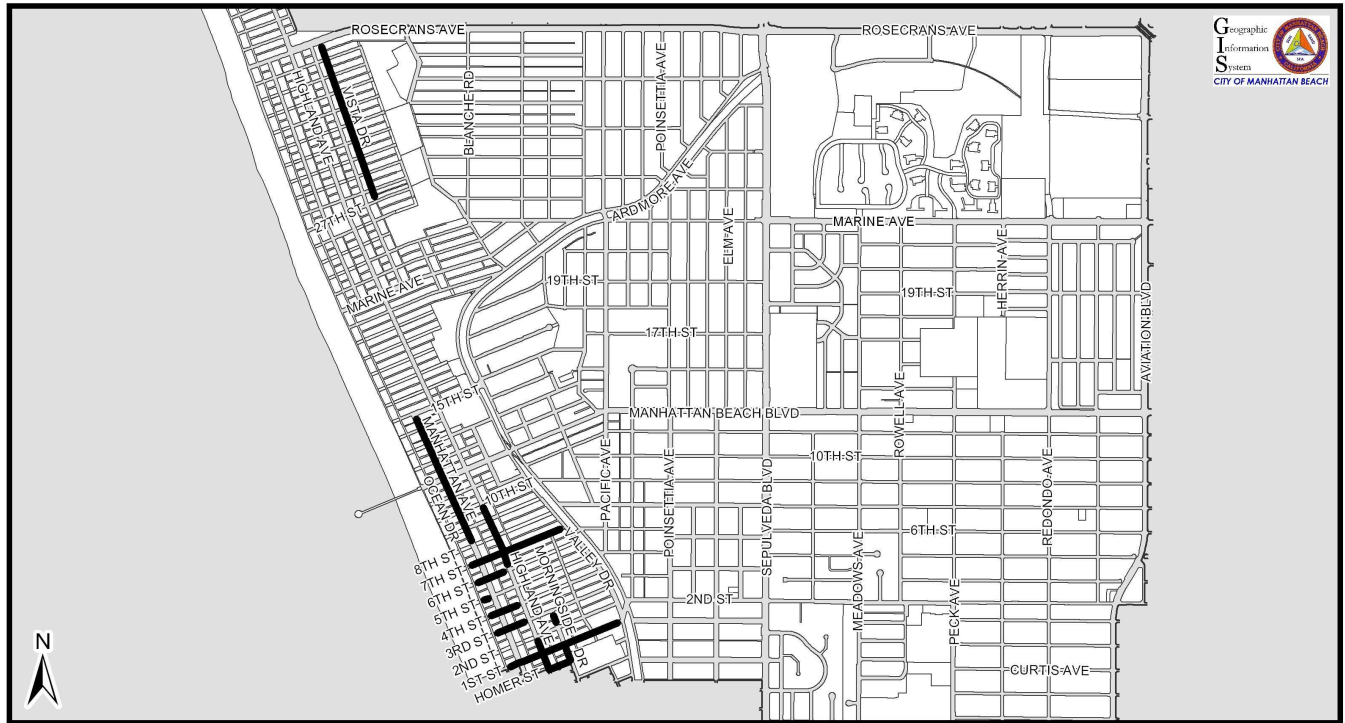 ROSECRANS AVE
ROSECRANS AVE
Geographic
Information
System
CITY OF MANHATTAN BEACH
HIGHLAND AVE
VISTA DR
BLANCHE RD
POINSETTIA AVE
ARDMORE AVE
ELM AVE
27TH ST
MARINE AVE
MARINE AVE
HERRIN AVE
19TH ST
19TH ST
17TH ST
AVIATION BLVD
15TH ST
MANHATTAN BEACH BLVD
ROWELL AVE
MANHATTAN AVE
OCEAN DR
10TH ST
10TH ST
PACIFIC AVE
POINSETTIA AVE
SEPULVEDA BLVD
REDONDO AVE
6TH ST
VALLEY DR
8TH ST
7TH ST
6TH ST
5TH ST
4TH ST
3RD ST
2ND ST
1ST ST
HOMER ST
HIGHLAND AVE
MORNINGSIDE DR
2ND ST
MEADOWS AVE
PECK AVE
CURTIS AVE
N